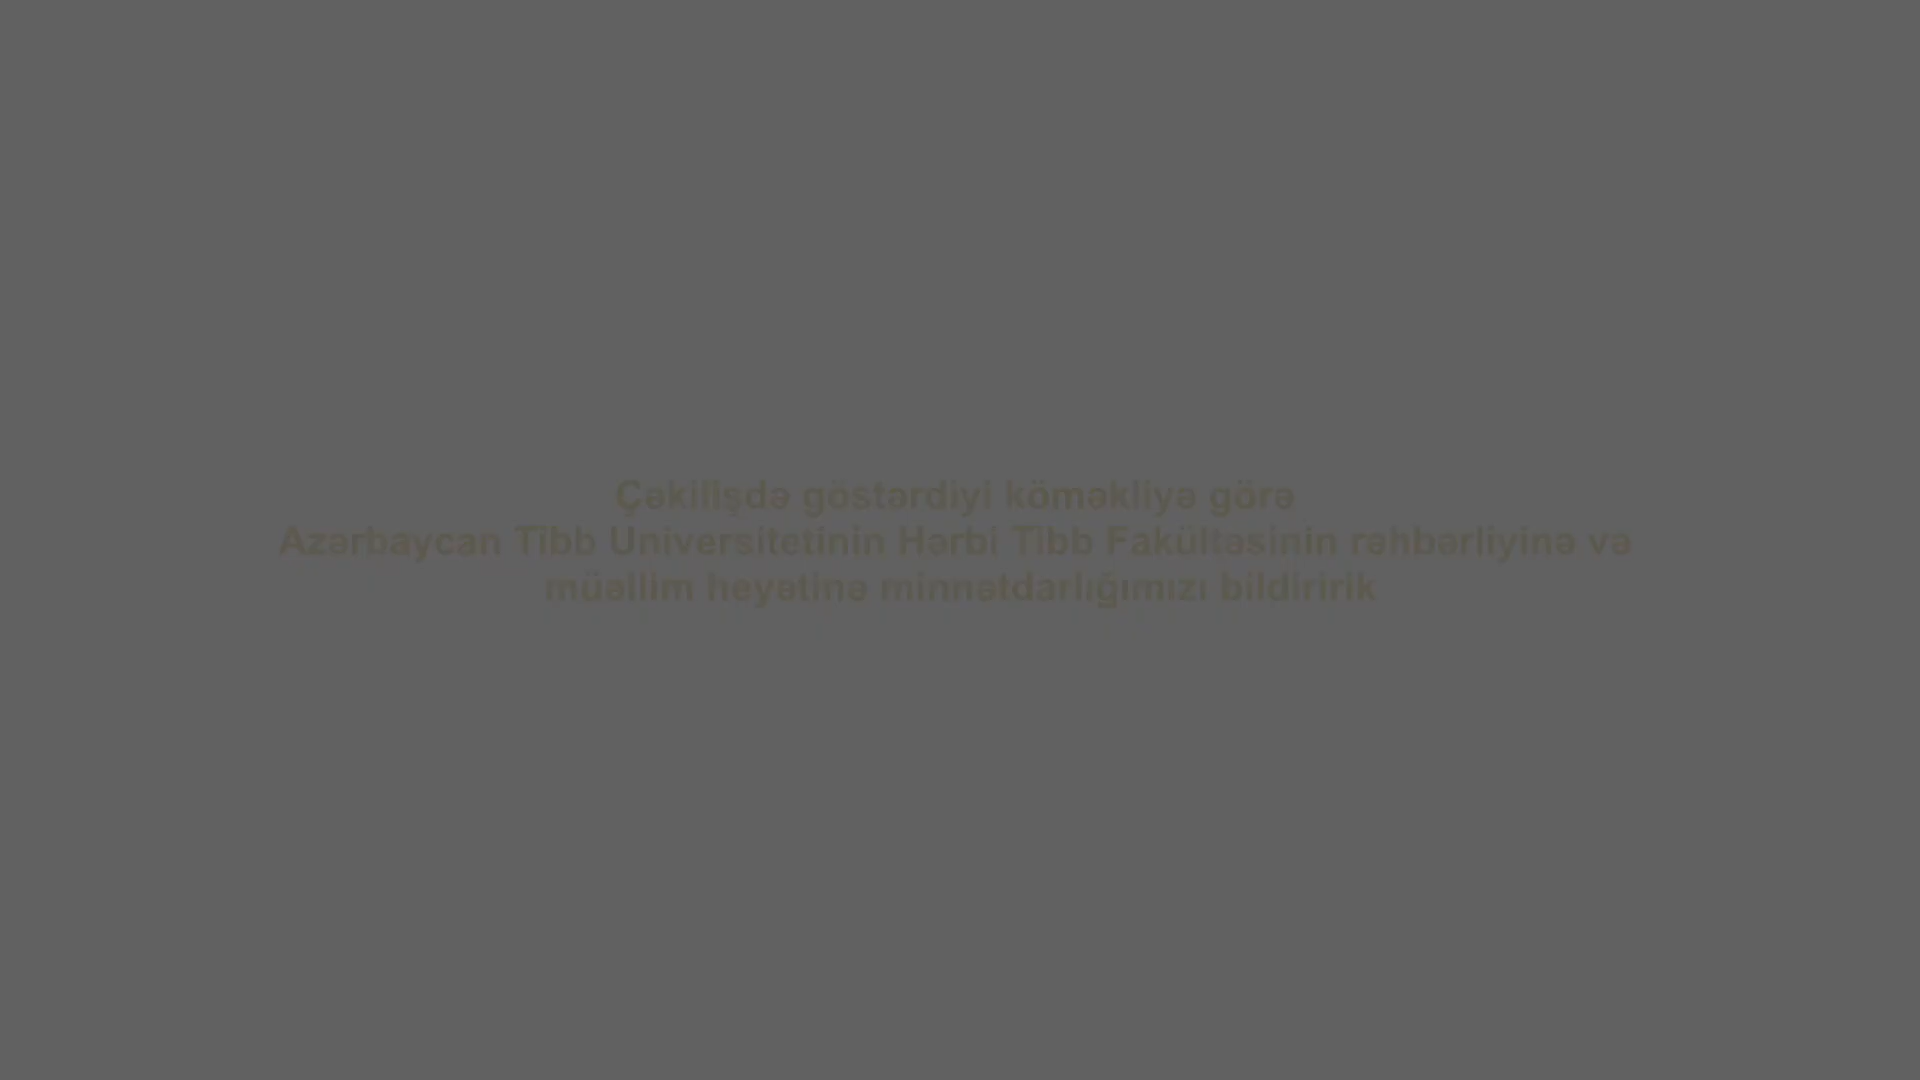 Çəkilişdə göstərdiyi köməkliyə görə
Azərbaycan Tibb Universitetinin Hərbi Tibb Fakültəsinin rəhbərliyinə və
müəllim heyətinə minnətdarlığımızı bildiririk